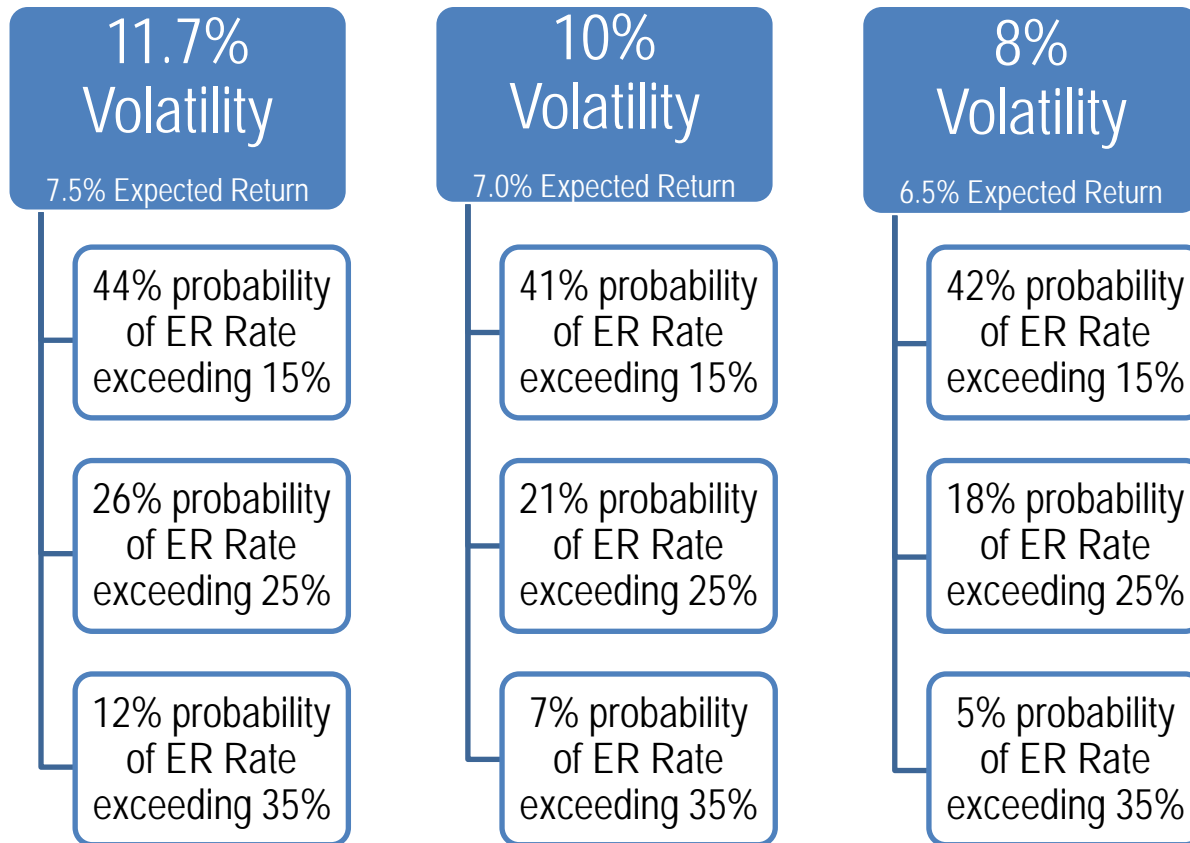 11.7%
Volatility
7.5% Expected Return
44% probability
of ER Rate
exceeding 15%
26% probability
of ER Rate
exceeding 25%
12% probability
of ER Rate
exceeding 35%
10%
Volatility
7.0% Expected Return
41% probability
of ER Rate
exceeding 15%
21% probability
of ER Rate
exceeding 25%
7% probability
of ER Rate
exceeding 35%
8%
Volatility
6.5% Expected Return
42% probability
of ER Rate
exceeding 15%
18% probability
of ER Rate
exceeding 25%
5% probability
of ER Rate
exceeding 35%